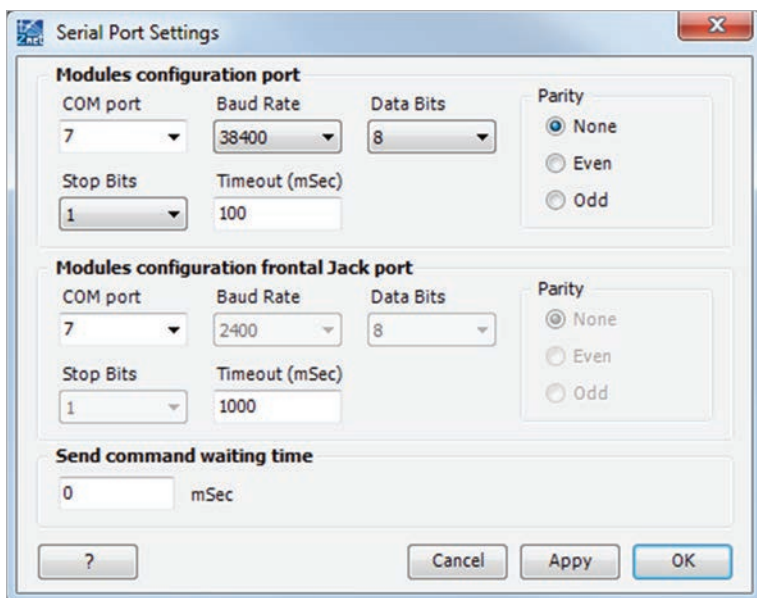 Serial Port Settings
Modules configuration port
COM port Baud Rate Data Bits Parity
7 38400 8 None
Even
Stop Bits Timeout (mSec) Odd
1 100
Modules configuration frontal Jack port
COM port Baud Rate Data Bits Parity
7 2400 8 None
Even
Stop Bits Timeout (mSec) Odd
1 1000
Send command waiting time
0 mSec
? Cancel Appy OK